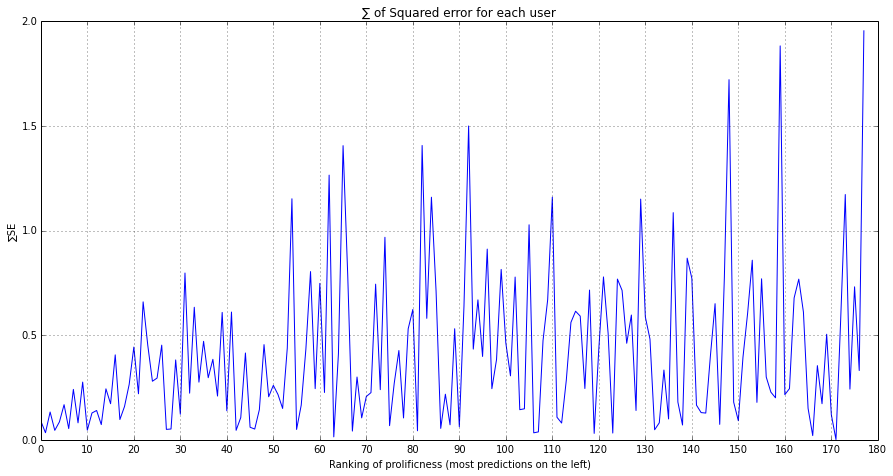 ∑ of Squared error for each user
2.0
1.5
1.0
0.5
0.0
∑SE
0 10 20 30 40 50 60 70 80 90 100 110 120 130 140 150 160 170 180
Ranking of prolificness (most predictions on the left)